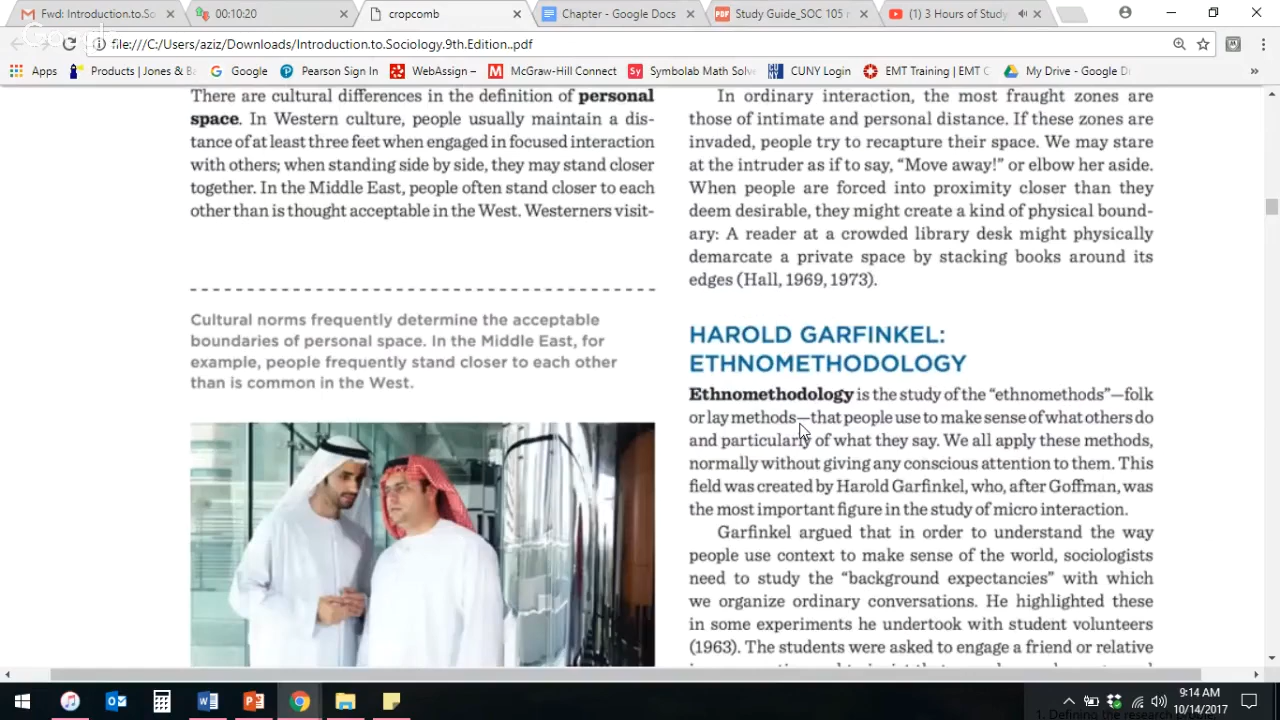 Fwd: Introduction.to.So
00:10:20
cropcomb
Chapter - Google Docs
Study Guide_SOC 105 n
(1) 3 Hours of Study
Google
file:///C:/Users/aziz/Downloads/Introduction.to.Sociology.9th.Edition..pdf
Apps
Products | Jones & Ba
Google
Pearson Sign In
WebAssign –
McGraw-Hill Connect
Symbolab Math Solve
CUNY Login
EMT Training | EMT C
My Drive - Google D
There are cultural differences in the definition of personal
space. In Western culture, people usually maintain a dis-
tance of at least three feet when engaged in focused interaction
with others; when standing side by side, they may stand closer
together. In the Middle East, people often stand closer to each
other than is thought acceptable in the West. Westerners visit-
Cultural norms frequently determine the acceptable
boundaries of personal space. In the Middle East, for
example, people frequently stand closer to each other
than is common in the West.
In ordinary interaction, the most fraught zones are
those of intimate and personal distance. If these zones are
invaded, people try to recapture their space. We may stare
at the intruder as if to say, “Move away!” or elbow her aside.
When people are forced into proximity closer than they
deem desirable, they might create a kind of physical bound-
ary: A reader at a crowded library desk might physically
demarcate a private space by stacking books around its
edges (Hall, 1969, 1973).
HAROLD GARFINKEL:
ETHNOMETHODOLOGY
Ethnomethodology is the study of the “ethnomethods”—folk
or lay methods—that people use to make sense of what others do
and particularly of what they say. We all apply these methods,
normally without giving any conscious attention to them. This
field was created by Harold Garfinkel, who, after Goffman, was
the most important figure in the study of micro interaction.
Garfinkel argued that in order to understand the way
people use context to make sense of the world, sociologists
need to study the “background expectancies” with which
we organize ordinary conversations. He highlighted these
in some experiments he undertook with student volunteers
(1963). The students were asked to engage a friend or relative
9:14 AM
10/14/2017
1. Defining the research